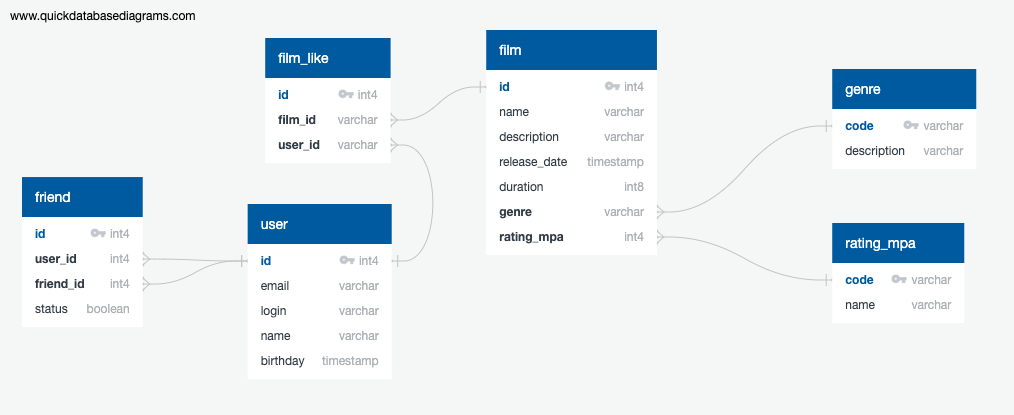 www.quickdatabasediagrams.com
film_like
id int4
film_id varchar
user_id varchar
film
id int4
name varchar
description varchar
release_date timestamp
duration int8
genre varchar
rating_mpa int4
genre
code varchar
description varchar
friend
id int4
user_id int4
friend_id int4
status boolean
user
id int4
email varchar
login varchar
name varchar
birthday timestamp
rating_mpa
code varchar
name varchar